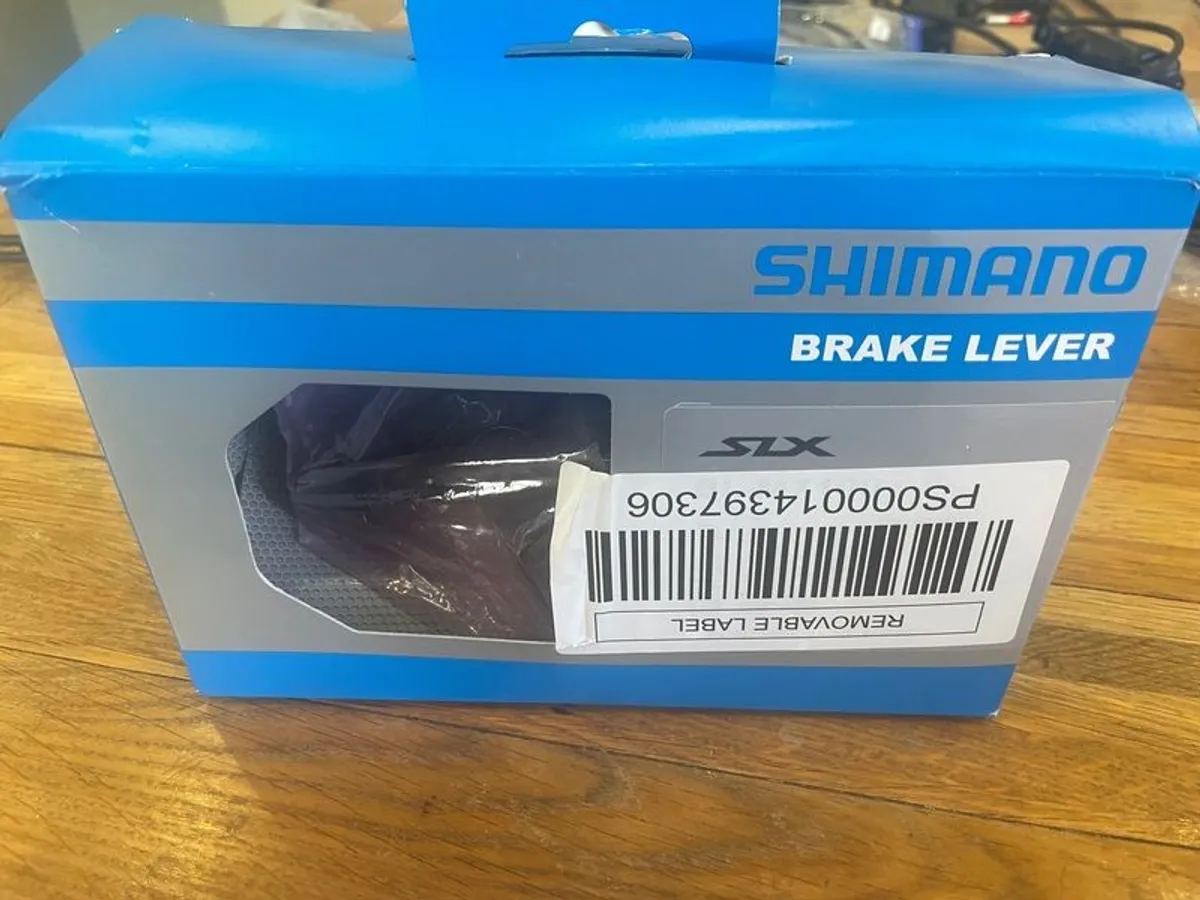 SHIMANO
BRAKE LEVER
SLX
PS000014397306
REMOVABLE LABEL